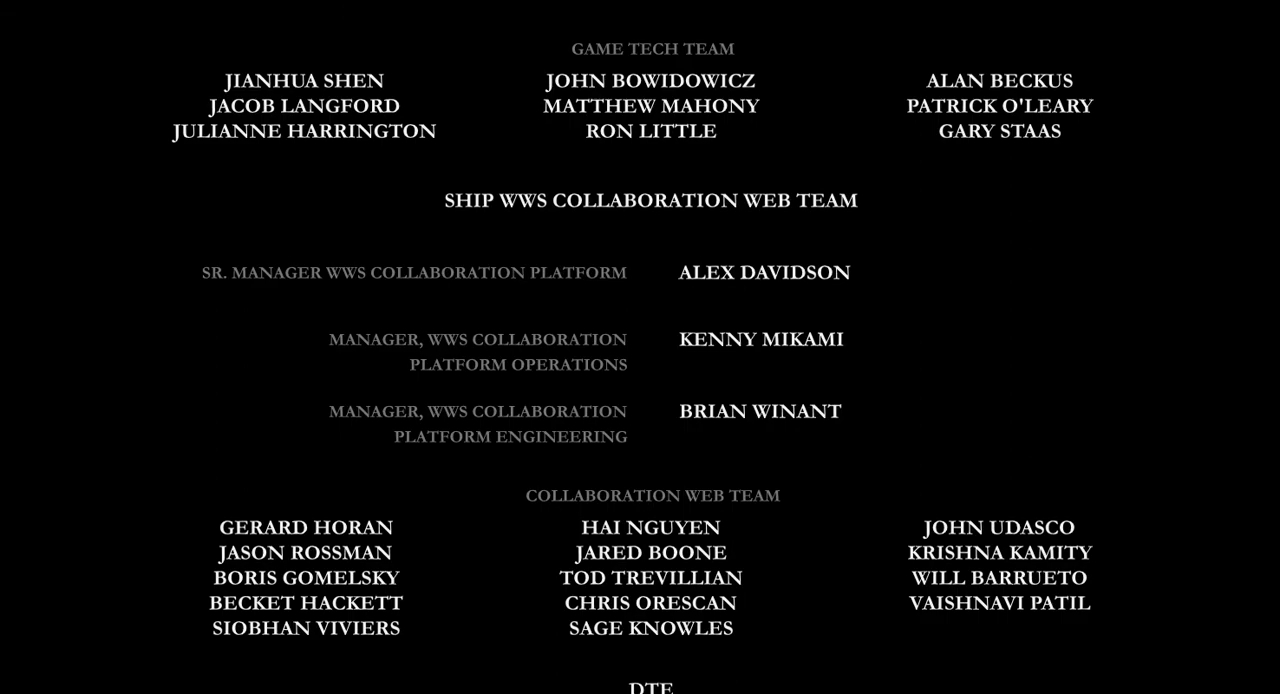 GAME TECH TEAM
JIANHUA SHEN JOHN BOWIDOWICZ ALAN BECKUS
JACOB LANGFORD MATTHEW MAHONY PATRICK O'LEARY
JULIANNE HARRINGTON RON LITTLE GARY STAAS
SHIP WWS COLLABORATION WEB TEAM
SR. MANAGER WWS COLLABORATION PLATFORM ALEX DAVIDSON
MANAGER, WWS COLLABORATION KENNY MIKAMI
PLATFORM OPERATIONS
MANAGER, WWS COLLABORATION BRIAN WINANT
PLATFORM ENGINEERING
COLLABORATION WEB TEAM
GERARD HORAN HAI NGUYEN JOHN UDASCO
JASON ROSSMAN JARED BOONE KRISHNA KAMITY
BORIS GOMELSKY TOD TREVILLIAN WILL BARRUETO
BECKET HACKETT CHRIS ORESCAN VAISHNAVI PATIL
SIOBHAN VIVIERS SAGE KNOWLES
DTE